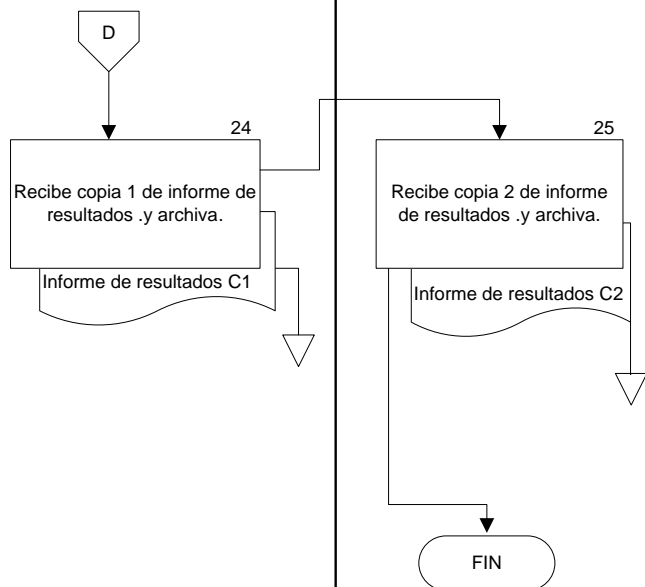 D
24
Recibe copia 1 de informe de
resultados .y archiva.
Informe de resultados C1
25
Recibe copia 2 de informe
de resultados .y archiva.
Informe de resultados C2
FIN